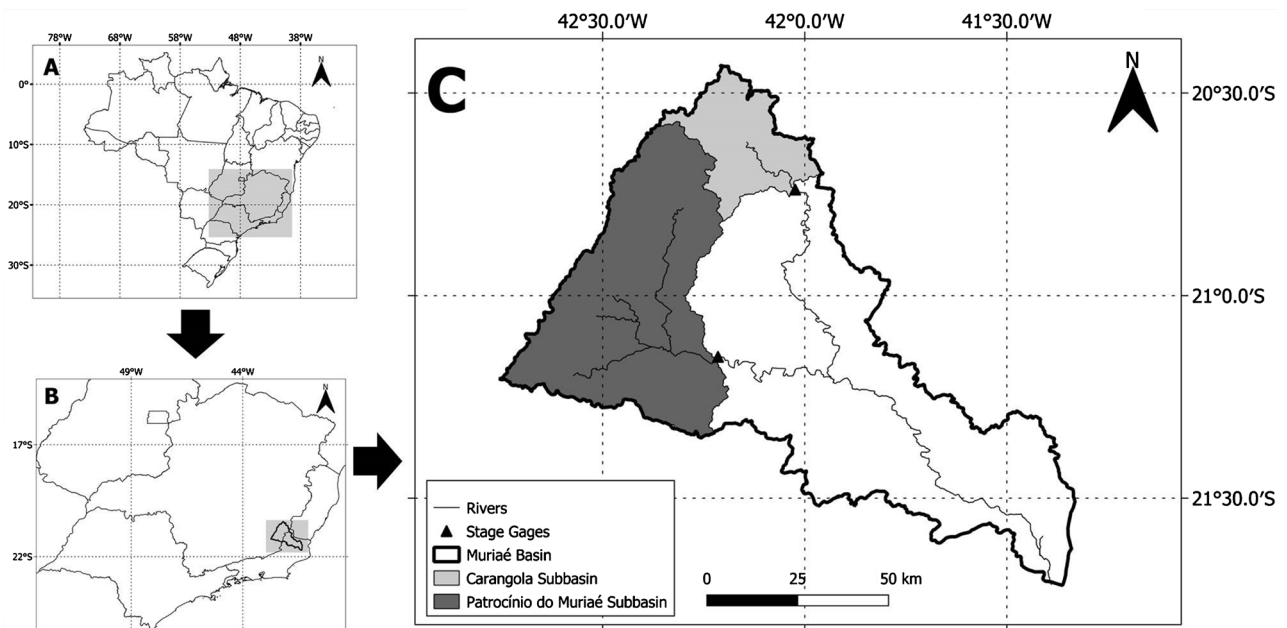 78°W 68°W 58°W 48°W 38°W
A
N
0°
10°S
20°S
30°S
49°W 44°W
B
N
17°S
22°S
42°30.0'W 42°0.0'W 41°30.0'W
C
N
20°30.0'S
21°0.0'S
21°30.0'S
Rivers
Stage Gages
Muriaé Basin
Carangola Subbasin
Patrocínio do Muriaé Subbasin
0 25 50 km